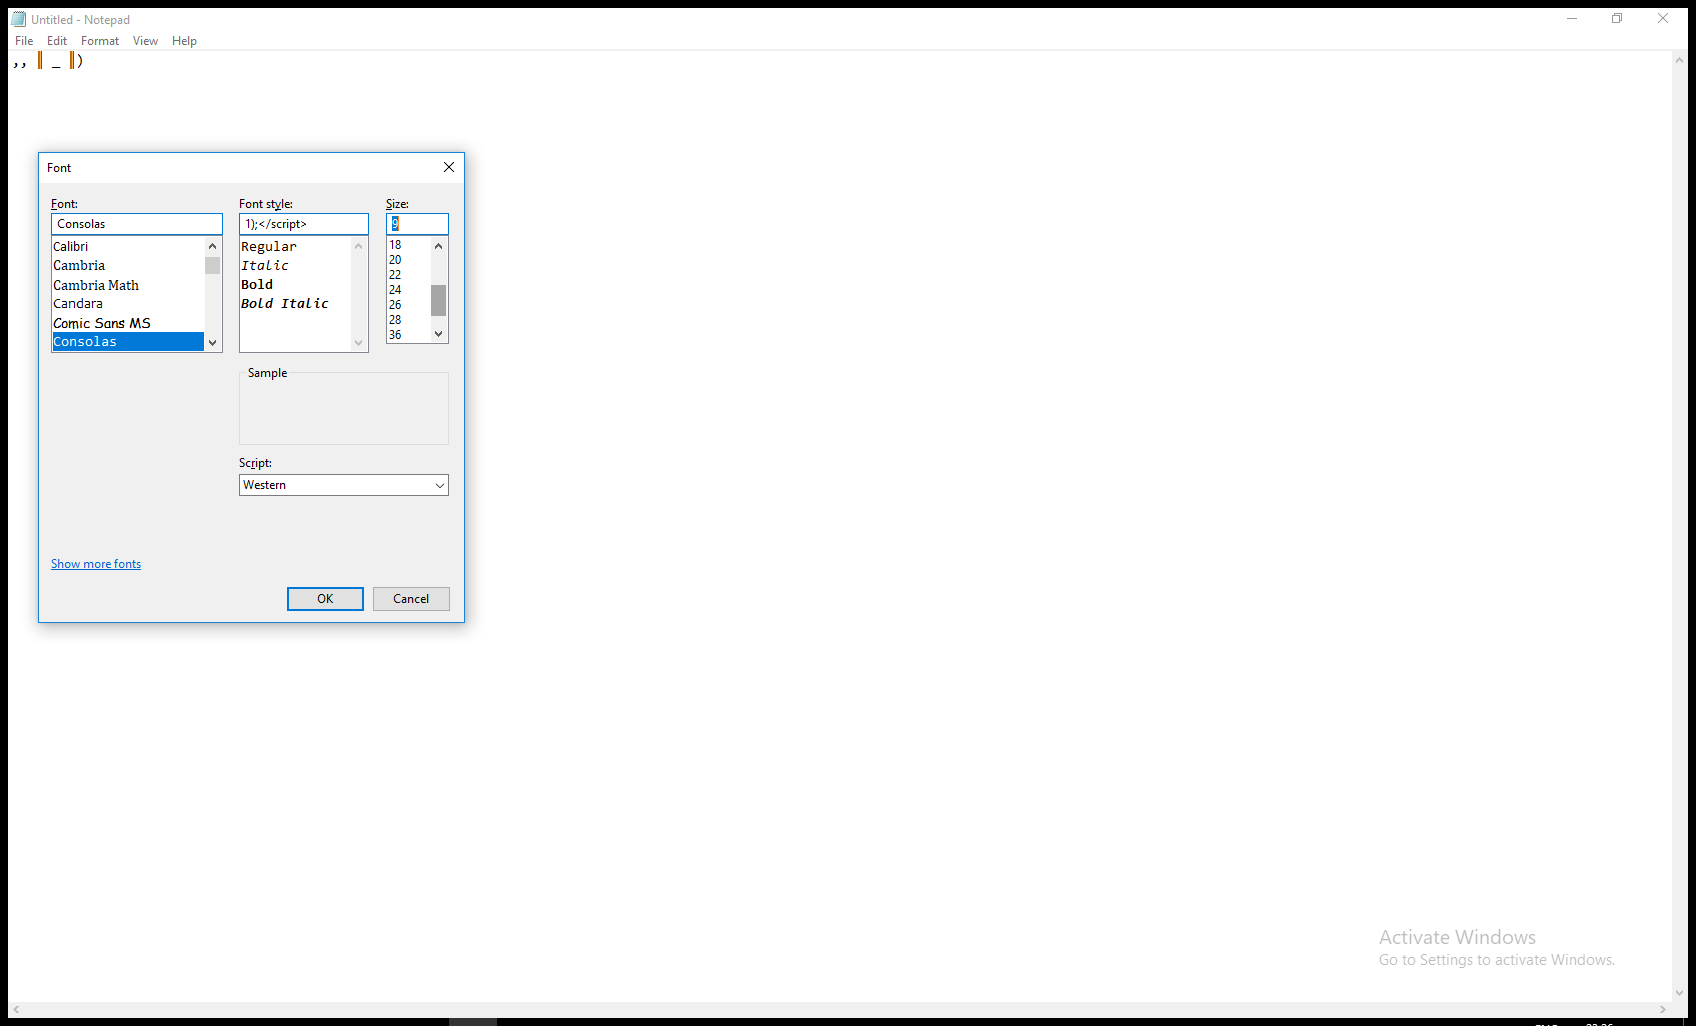 Untitled - Notepad
File Edit Format View Help
,, ‖ _ ‖)
Font
Font: Font style: Size:
Consolas 1);</script> 9
Calibri
Cambria
Cambria Math
Candara
Comic Sans MS
Consolas
Regular
Italic
Bold
Bold Italic
18
20
22
24
26
28
36
Sample
Script:
Western
Show more fonts
OK Cancel
Activate Windows
Go to Settings to activate Windows.